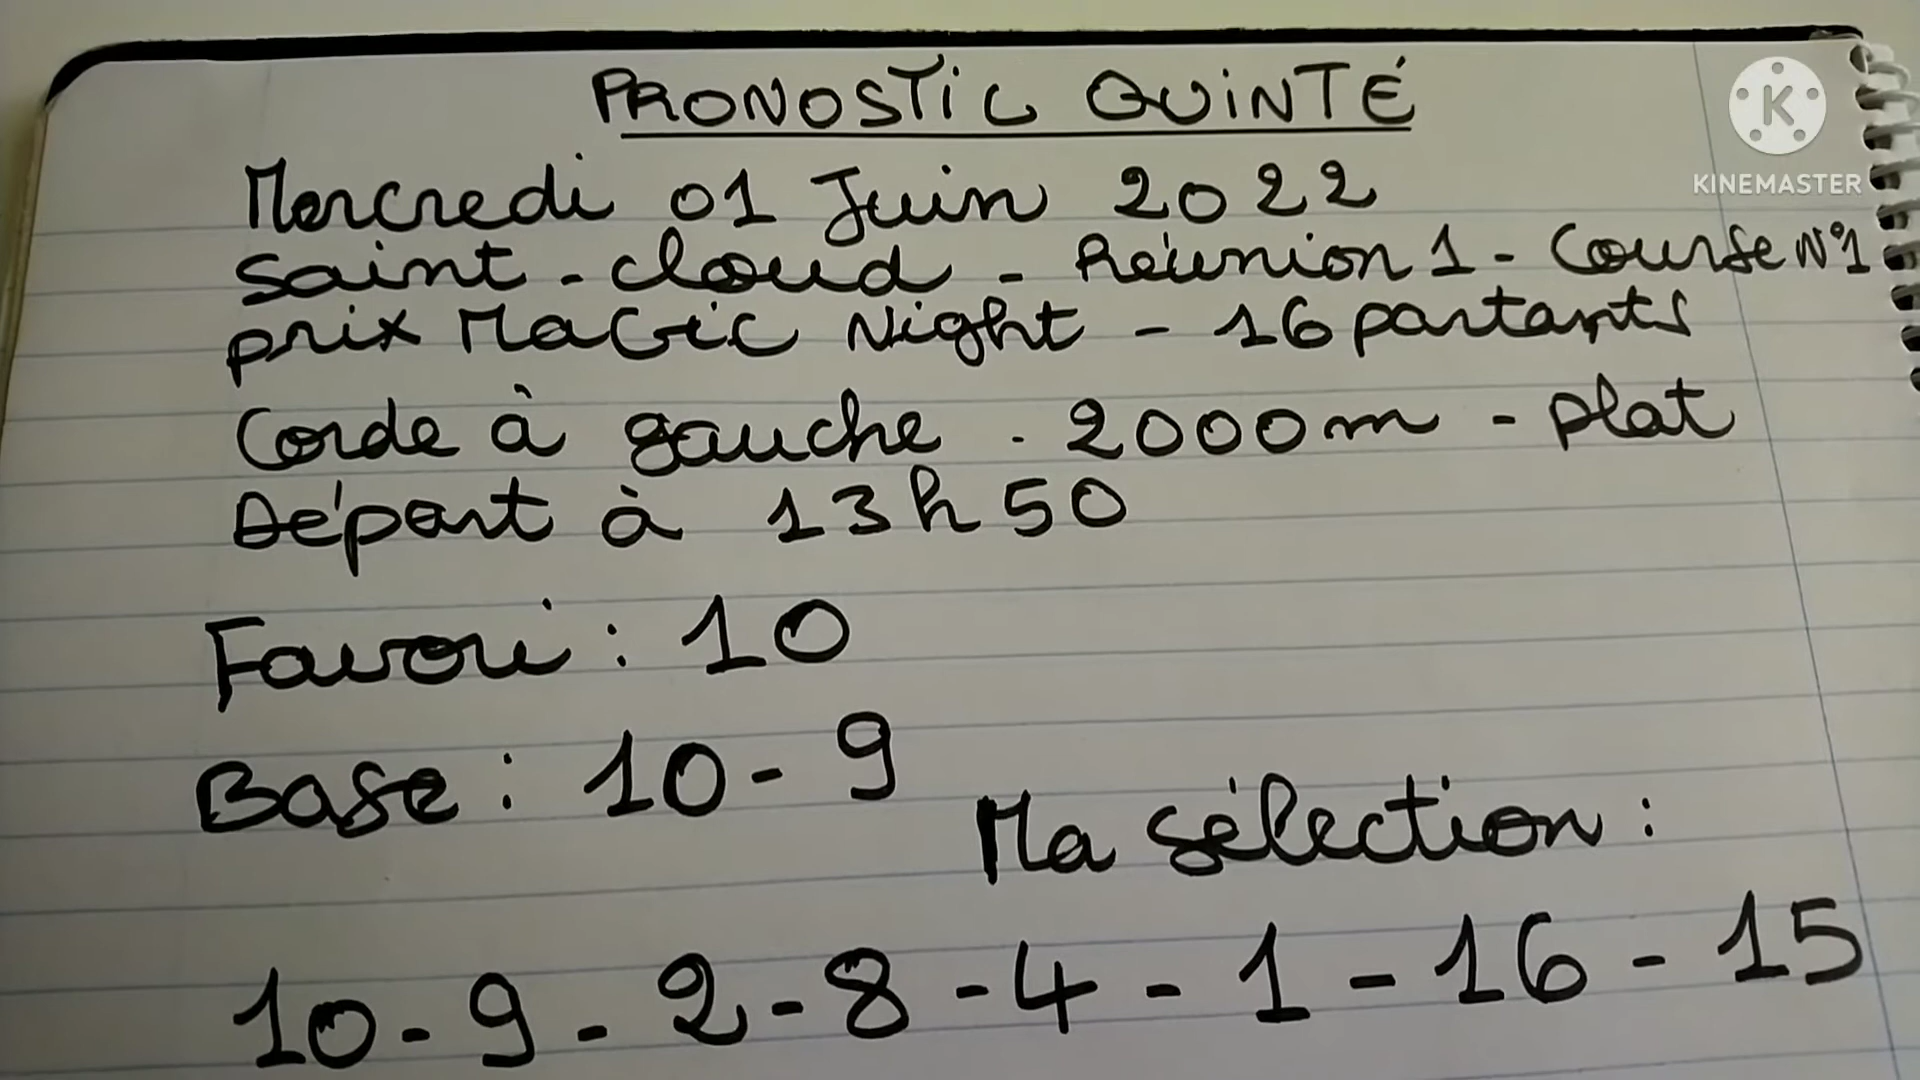 PRONOSTIC QUINTÉ
KINEMASTER
Mercredi 01 Juin 2022
Saint-cloud - Réunion 1 - Course N°1
prix Magic Night - 16 partants
Corde à gauche - 2000m - plat
Départ à 13h50
Favori : 10
Base : 10 - 9
Ma sélection :
10 - 9 - 2 - 8 - 4 - 1 - 16 - 15